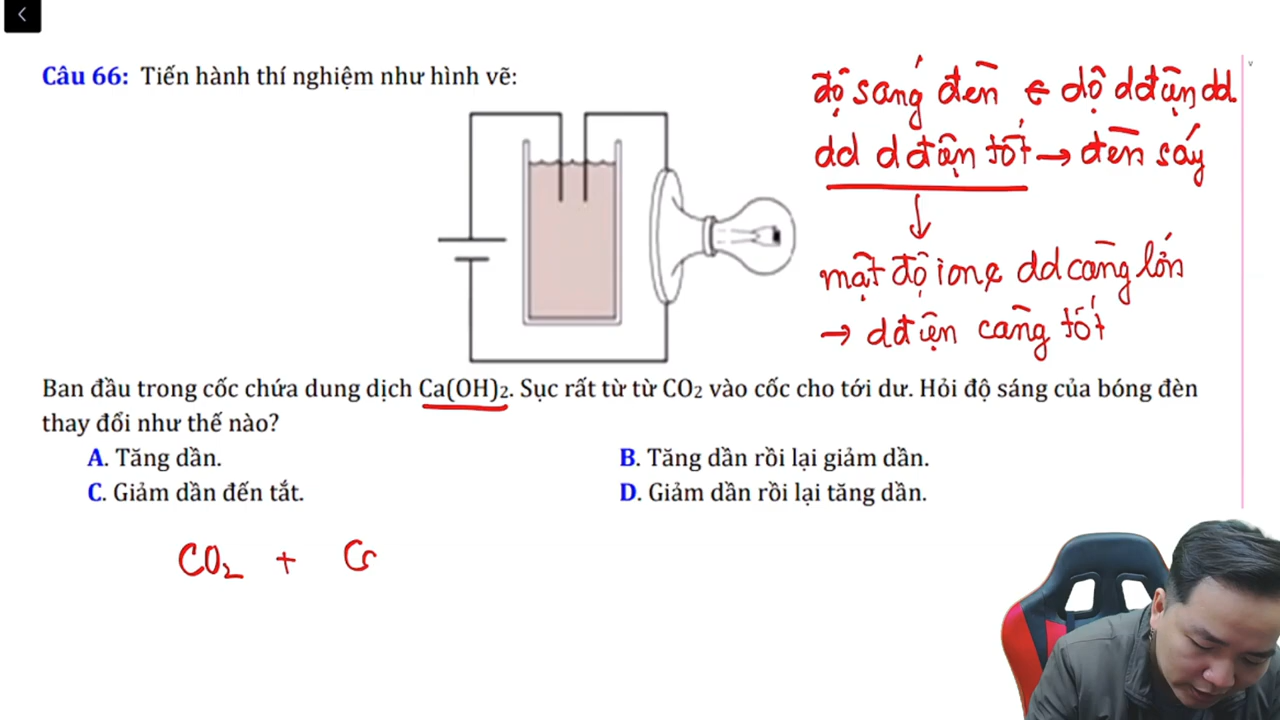 Câu 66: Tiến hành thí nghiệm như hình vẽ:
độ sáng đèn ∈ độ dđiện dd
dd dđiện tốt → đèn sáy
↓
mật độ ion ¢ dd càng lớn
→ dđiện càng tốt
Ban đầu trong cốc chứa dung dịch Ca(OH)₂. Sục rất từ từ CO₂ vào cốc cho tới dư. Hỏi độ sáng của bóng đèn
thay đổi như thế nào?
A. Tăng dần.
B. Tăng dần rồi lại giảm dần.
C. Giảm dần đến tắt.
D. Giảm dần rồi lại tăng dần.
CO₂ + Ca